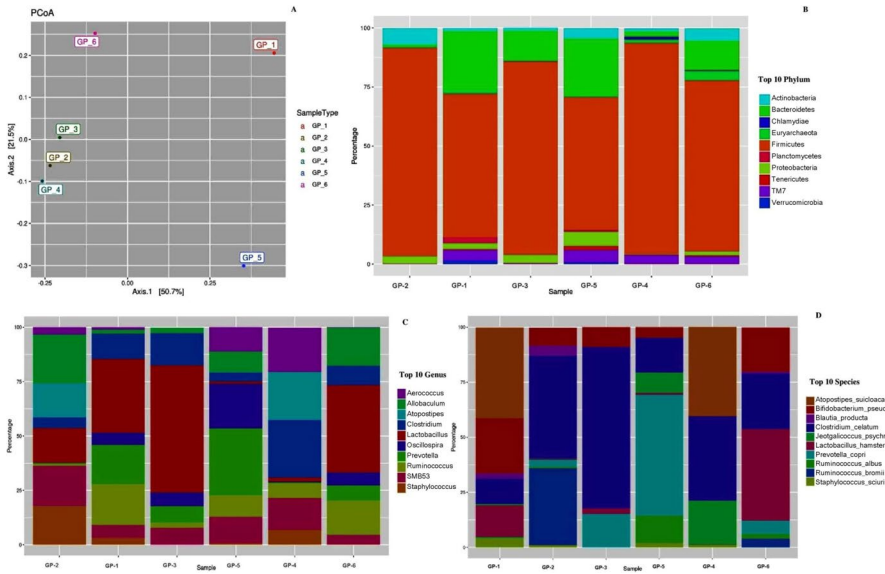 PCoA
A
GP_6
GP_1
GP_3
GP_2
GP_4
GP_5
0.2
0.1
0.0
-0.1
-0.2
-0.3
Axis.2 [21.5%]
-0.25
0.00
0.25
Axis.1 [50.7%]
SampleType
a GP_1
a GP_2
a GP_3
a GP_4
a GP_5
a GP_6
B
100
75
50
25
0
Percentage
GP-2
GP-1
GP-3
GP-5
GP-4
GP-6
Sample
Top 10 Phylum
Actinobacteria
Bacteroidetes
Chlamydiae
Euryarchaeota
Firmicutes
Planctomycetes
Proteobacteria
Tenericutes
TM7
Verrucomicrobia
C
100
75
50
25
0
Percentage
GP-2
GP-1
GP-3
GP-5
GP-4
GP-6
Sample
Top 10 Genus
Aerococcus
Allobaculum
Atopostipes
Clostridium
Lactobacillus
Oscillospira
Prevotella
Ruminococcus
SMB53
Staphylococcus
D
100
75
50
25
0
Percentage
GP-1
GP-2
GP-3
GP-5
GP-4
GP-6
Sample
Top 10 Species
Atopostipes_suicloaca
Bifidobacterium_pseud
Blautia_producta
Clostridium_celatum
Jeotgalicoccus_psychr
Lactobacillus_hamster
Prevotella_copri
Ruminococcus_albus
Ruminococcus_bromii
Staphylococcus_sciuri